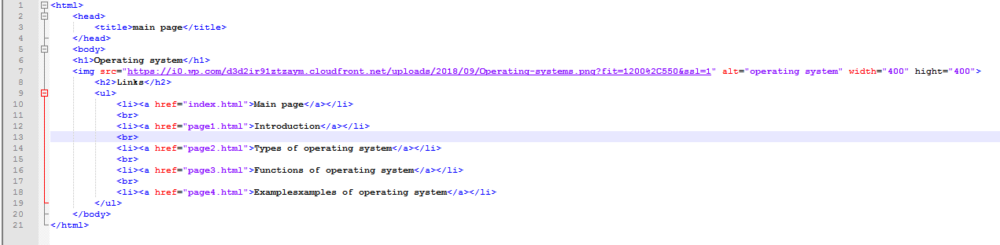 1 <html>
2 <head>
3 <title>main page</title>
4 </head>
5 <body>
6 <h1>Operating system</h1>
7 <img src="https://i0.wp.com/d3d2ir91ztzaym.cloudfront.net/uploads/2018/09/Operating-systems.png?fit=1200%2C550&ssl=1" alt="operating system" width="400" hight="400">
8 <h2>Links</h2>
9 <ul>
10 <li><a href="index.html">Main page</a></li>
11 <br>
12 <li><a href="page1.html">Introduction</a></li>
13 <br>
14 <li><a href="page2.html">Types of operating system</a></li>
15 <br>
16 <li><a href="page3.html">Functions of operating system</a></li>
17 <br>
18 <li><a href="page4.html">Examplesxamples of operating system</a></li>
19 </ul>
20 </body>
21 </html>